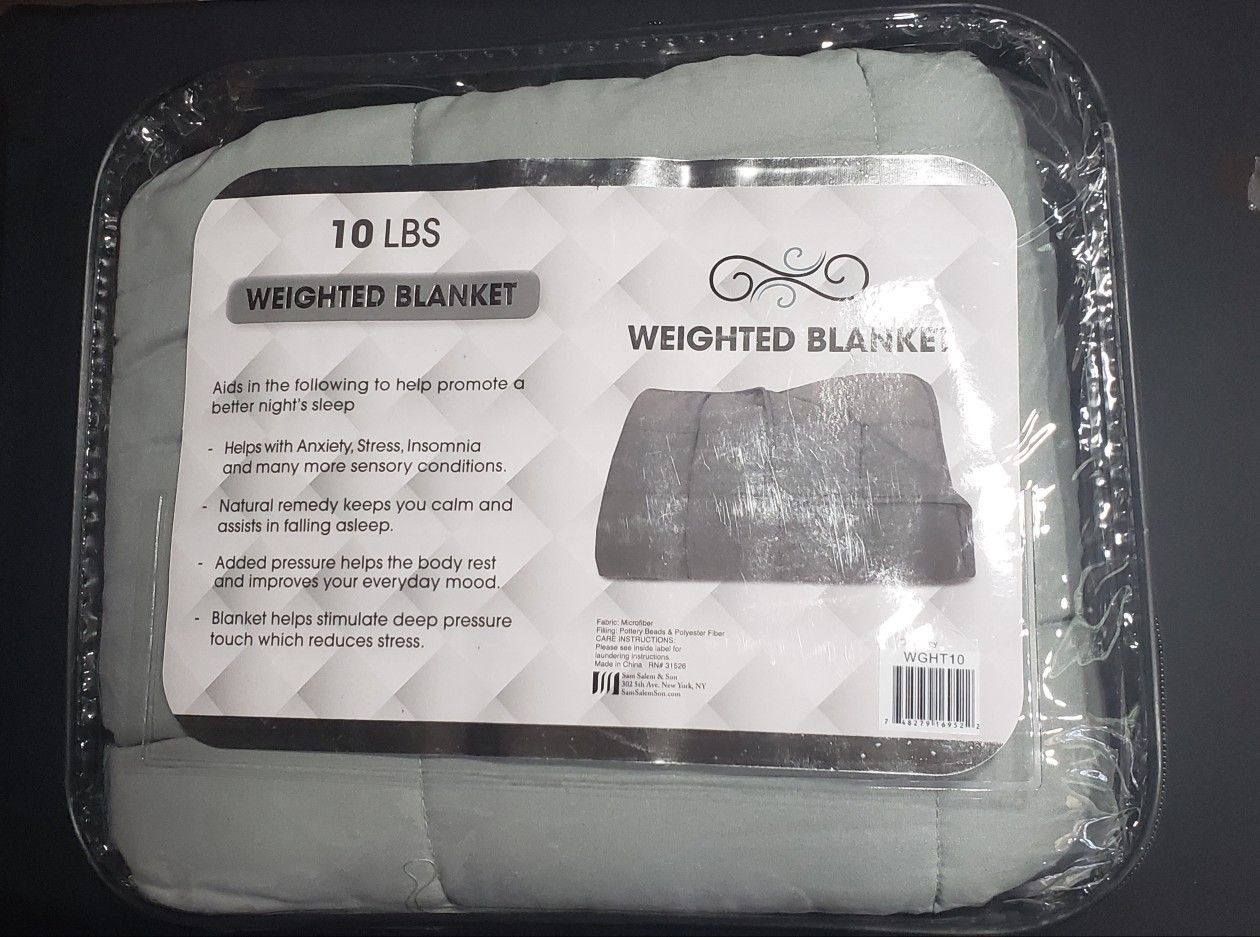 10 LBS
WEIGHTED BLANKET
Aids in the following to help promote a
better night's sleep
- Helps with Anxiety, Stress, Insomnia
and many more sensory conditions.
- Natural remedy keeps you calm and
assists in falling asleep.
- Added pressure helps the body rest
and improves your everyday mood.
- Blanket helps stimulate deep pressure
touch which reduces stress.
WEIGHTED BLANKET
Fabric: Microfiber
Filling: Pottery Beads & Polyester Fiber
CARE INSTRUCTIONS:
Please see inside label for
laundering instructions
Made in China RN# 31526
Sam Salem & Son
302 5th Ave. New York, NY
SamSalemSon.com
WGHT10
7 48279 16952 2